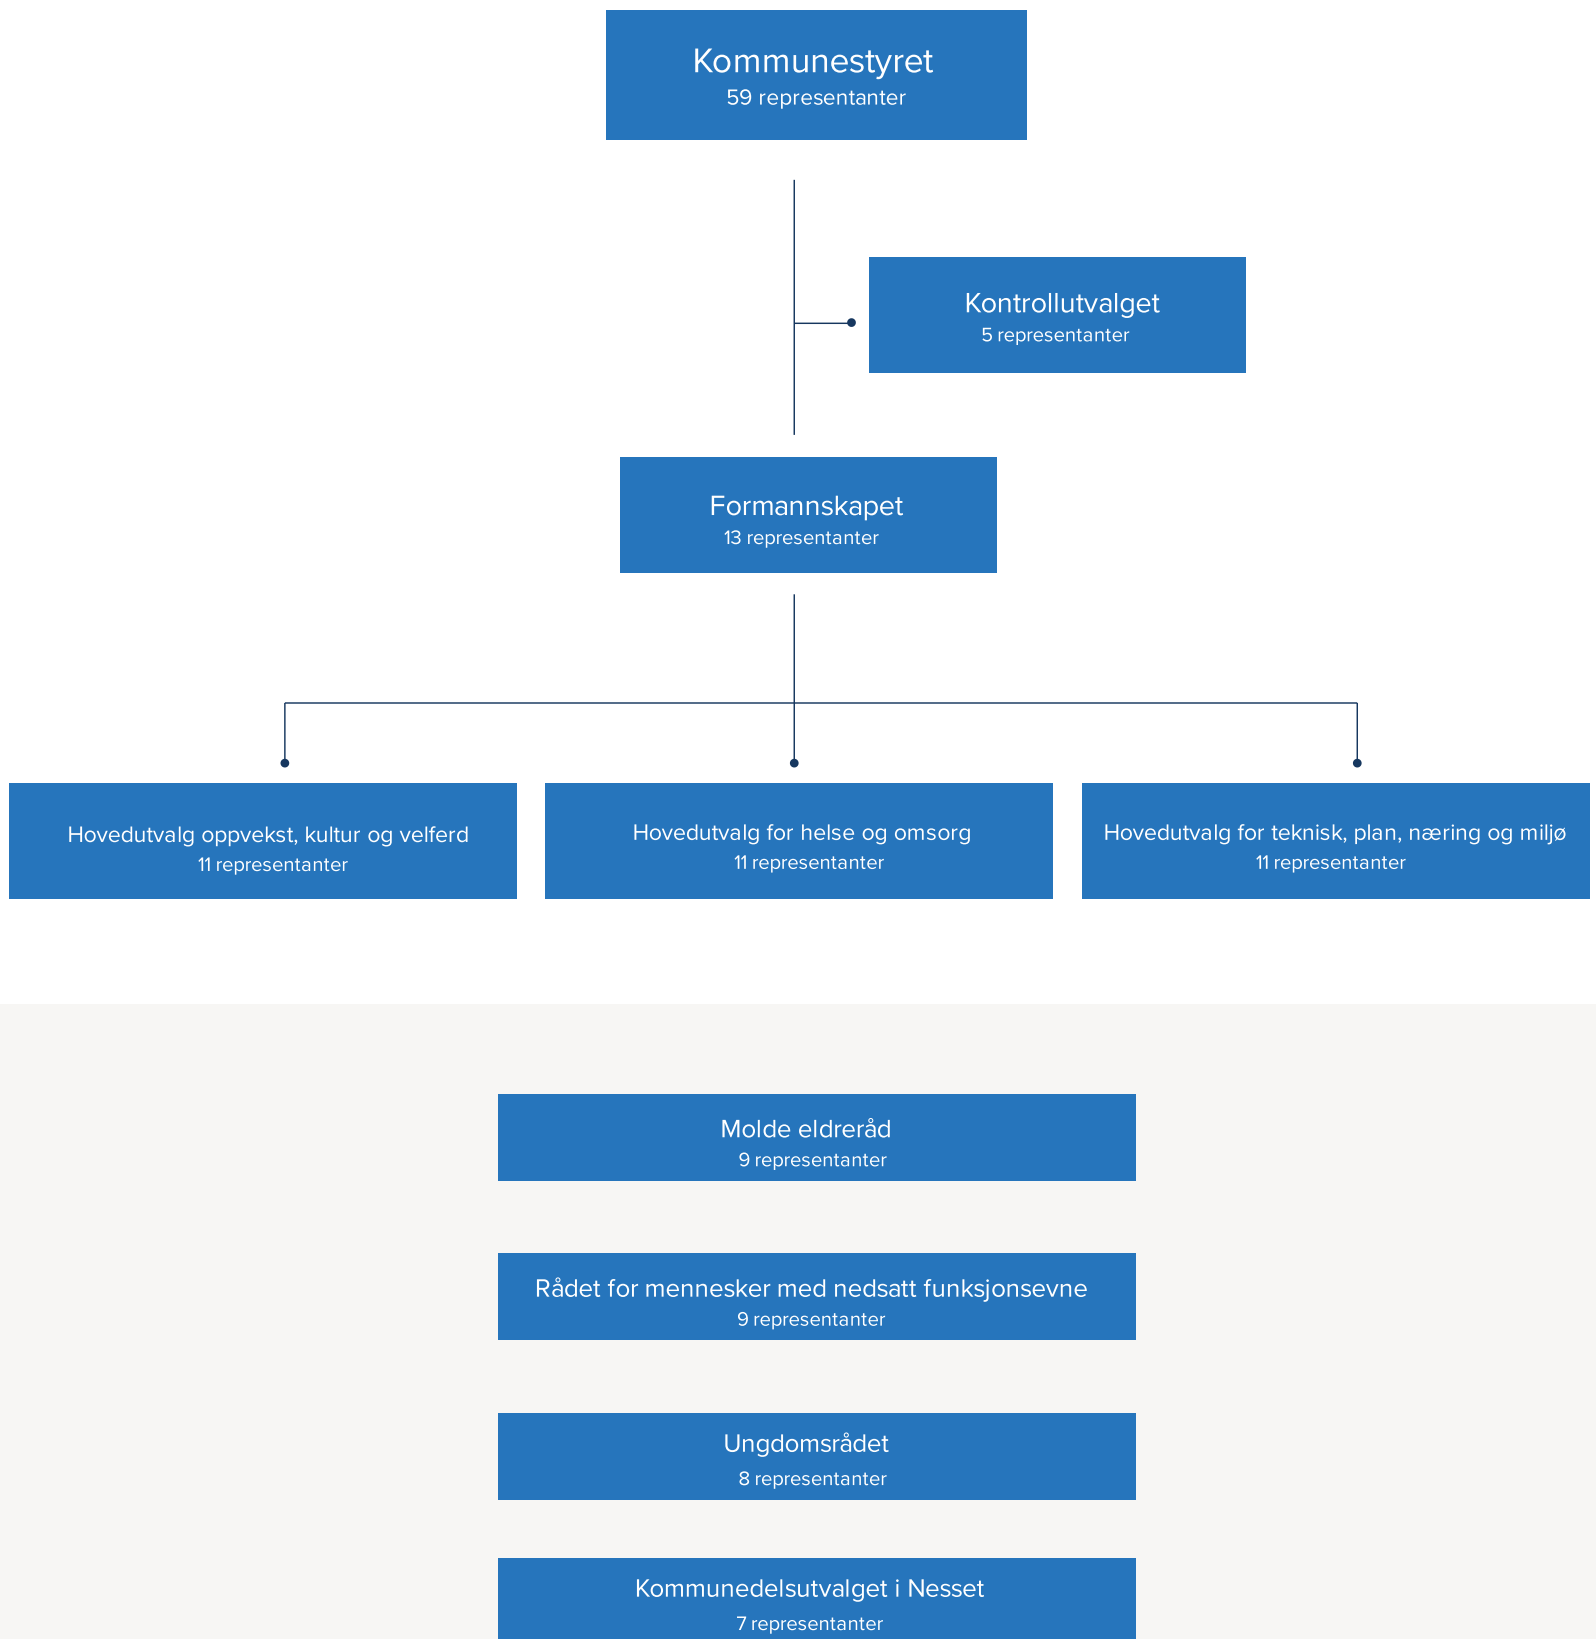 Kommunestyret
59 representanter
Kontrollutvalget
5 representanter
Formannskapet
13 representanter
Hovedutvalg oppvekst, kultur og velferd
11 representanter
Hovedutvalg for helse og omsorg
11 representanter
Hovedutvalg for teknisk, plan, næring og miljø
11 representanter
Molde eldreråd
9 representanter
Rådet for mennesker med nedsatt funksjonsevne
9 representanter
Ungdomsrådet
8 representanter
Kommunedelsutvalget i Nesset
7 representanter